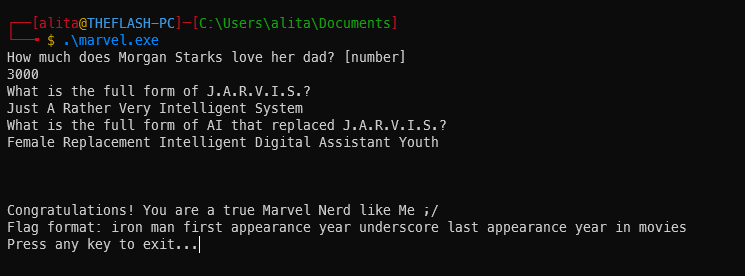 ┌──[alita@THEFLASH-PC]-[C:\Users\alita\Documents]
└──╼ $ .\marvel.exe
How much does Morgan Starks love her dad? [number]
3000
What is the full form of J.A.R.V.I.S.?
Just A Rather Very Intelligent System
What is the full form of AI that replaced J.A.R.V.I.S.?
Female Replacement Intelligent Digital Assistant Youth
Congratulations! You are a true Marvel Nerd like Me ;/
Flag format: iron man first appearance year underscore last appearance year in movies
Press any key to exit...